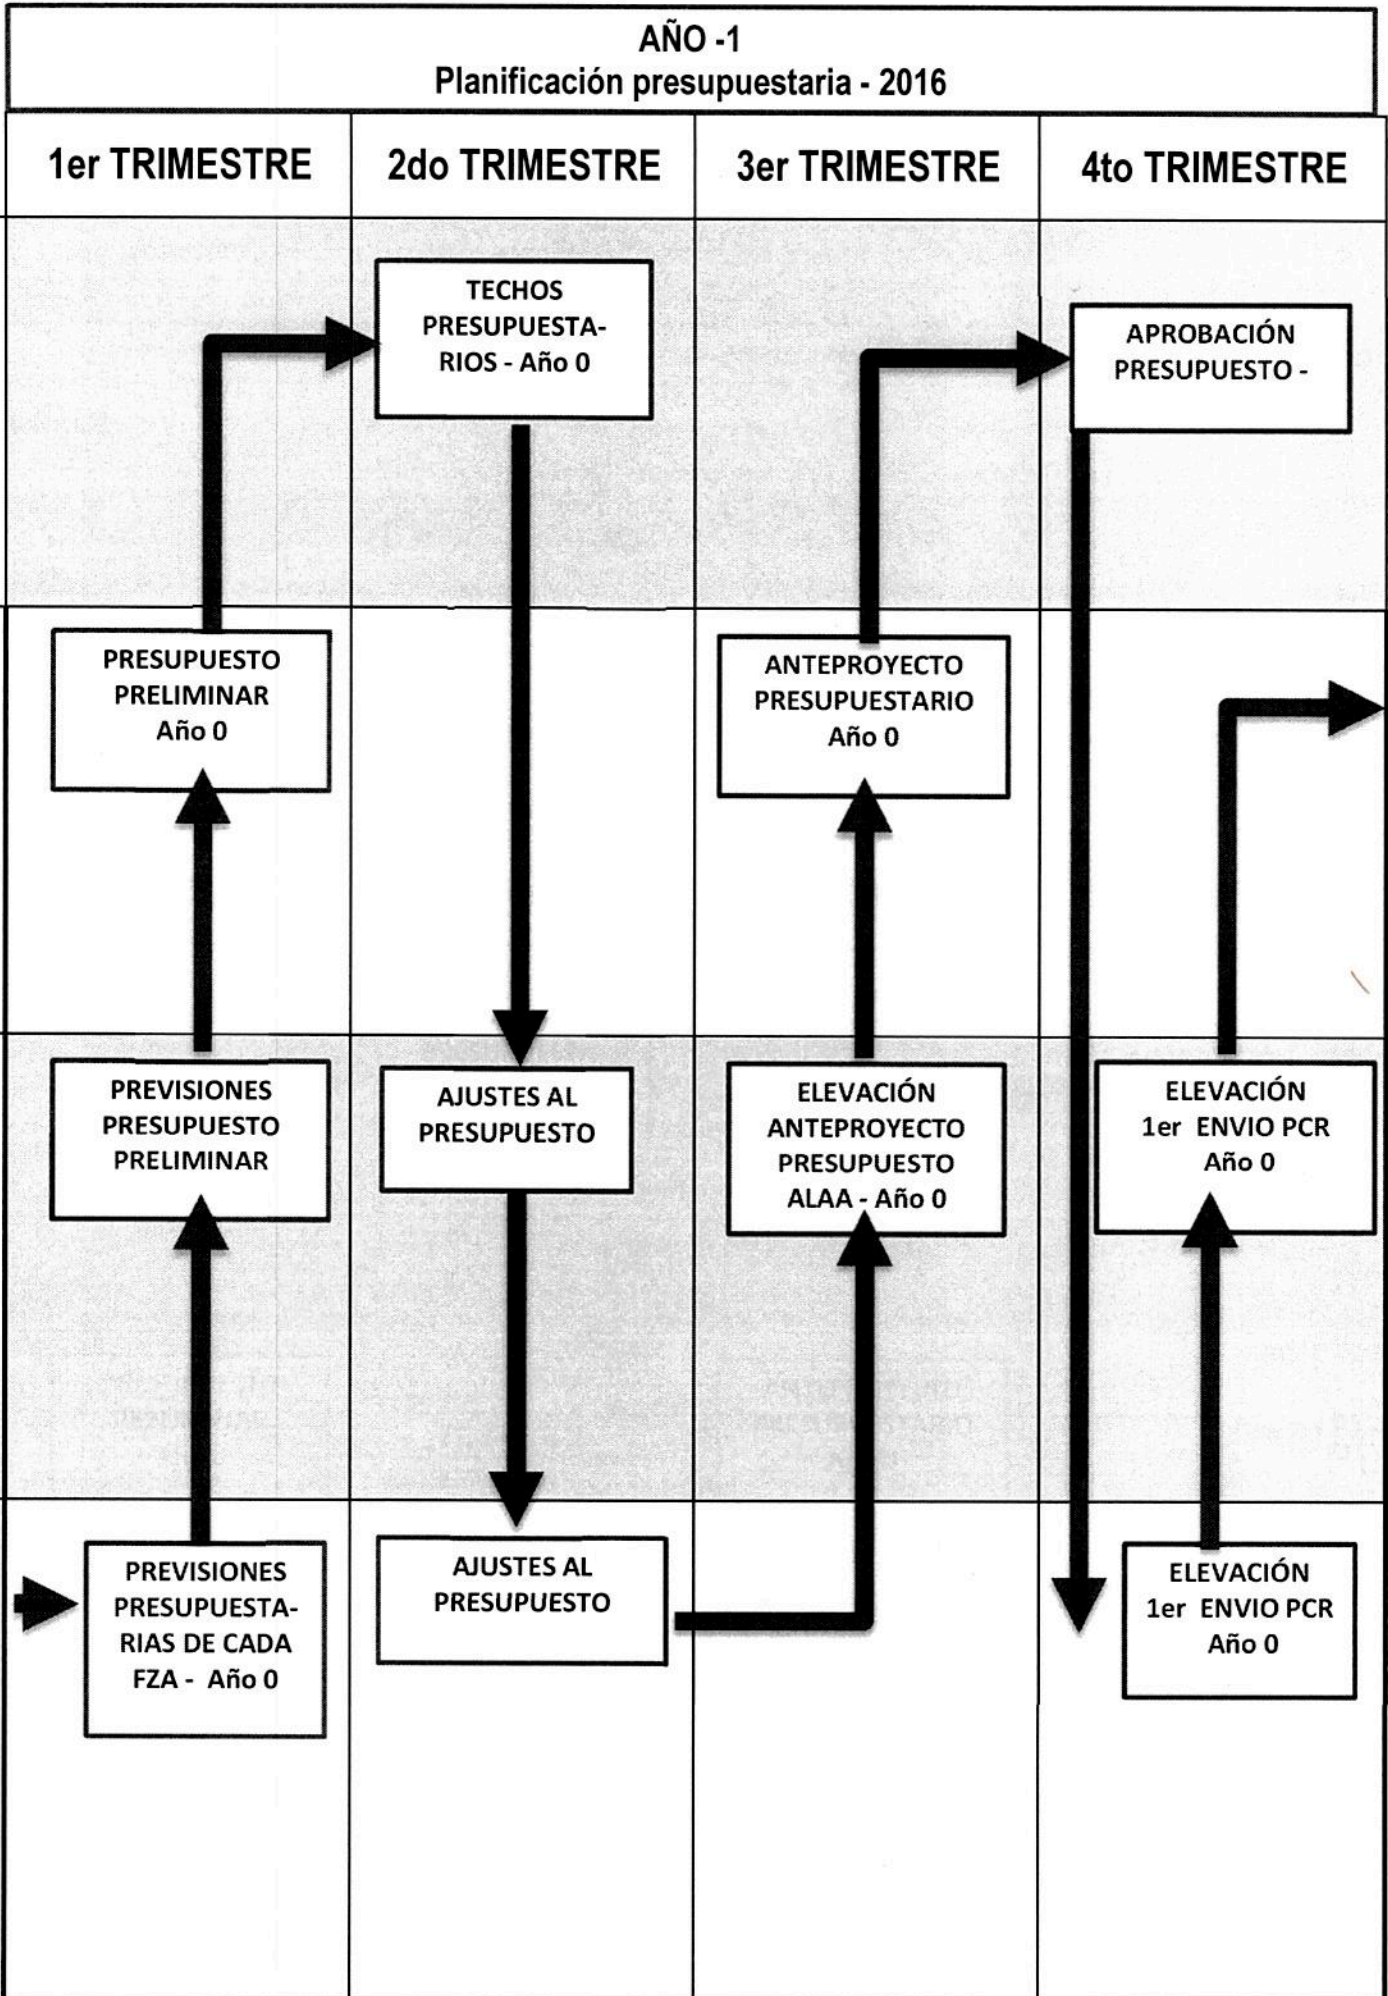 AÑO -1
Planificación presupuestaria - 2016
1er TRIMESTRE
2do TRIMESTRE
3er TRIMESTRE
4to TRIMESTRE
TECHOS
PRESUPUESTA-
RIOS - Año 0
APROBACIÓN
PRESUPUESTO -
PRESUPUESTO
PRELIMINAR
Año 0
ANTEPROYECTO
PRESUPUESTARIO
Año 0
PREVISIONES
PRESUPUESTO
PRELIMINAR
AJUSTES AL
PRESUPUESTO
ELEVACIÓN
ANTEPROYECTO
PRESUPUESTO
ALAA - Año 0
ELEVACIÓN
1er ENVIO PCR
Año 0
PREVISIONES
PRESUPUESTA-
RIAS DE CADA
FZA - Año 0
AJUSTES AL
PRESUPUESTO
ELEVACIÓN
1er ENVIO PCR
Año 0